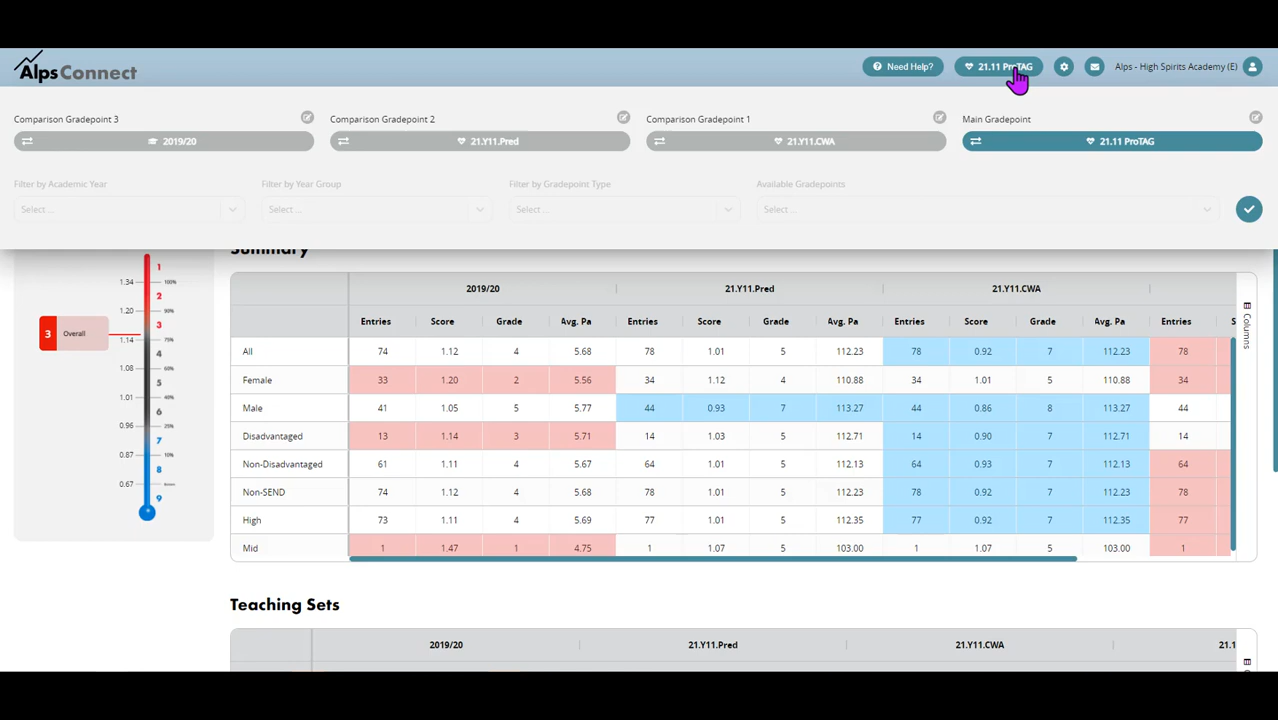 Alps Connect
Need Help?
21.11 ProTAG
Alps - High Spirits Academy (E)
Comparison Gradepoint 3
Comparison Gradepoint 2
Comparison Gradepoint 1
Main Gradepoint
2019/20
21.Y11.Pred
21.Y11.CWA
21.11 ProTAG
Filter by Academic Year
Filter by Year Group
Filter by Gradepoint Type
Available Gradepoints
Select ...
Select ...
Select ...
Select ...
Summary
1
1.34 100%
2
1.20 90%
3
3 Overall
1.14 75%
4
1.08 60%
5
1.01 40%
6
0.96 25%
7
0.87 10%
8
0.67
9
2019/20 21.Y11.Pred 21.Y11.CWA
Entries Score Grade Avg. Pa Entries Score Grade Avg. Pa Entries Score Grade Avg. Pa Entries S
All 74 1.12 4 5.68 78 1.01 5 112.23 78 0.92 7 112.23 78
Female 33 1.20 2 5.56 34 1.12 4 110.88 34 1.01 5 110.88 34
Male 41 1.05 5 5.77 44 0.93 7 113.27 44 0.86 8 113.27 44
Disadvantaged 13 1.14 3 5.71 14 1.03 5 112.71 14 0.90 7 112.71 14
Non-Disadvantaged 61 1.11 4 5.67 64 1.01 5 112.13 64 0.93 7 112.13 64
Non-SEND 74 1.12 4 5.68 78 1.01 5 112.23 78 0.92 7 112.23 78
High 73 1.11 4 5.69 77 1.01 5 112.35 77 0.92 7 112.35 77
Mid 1 1.47 1 4.75 1 1.07 5 103.00 1 1.07 5 103.00 1
Columns
Teaching Sets
2019/20 21.Y11.Pred 21.Y11.CWA 21.1